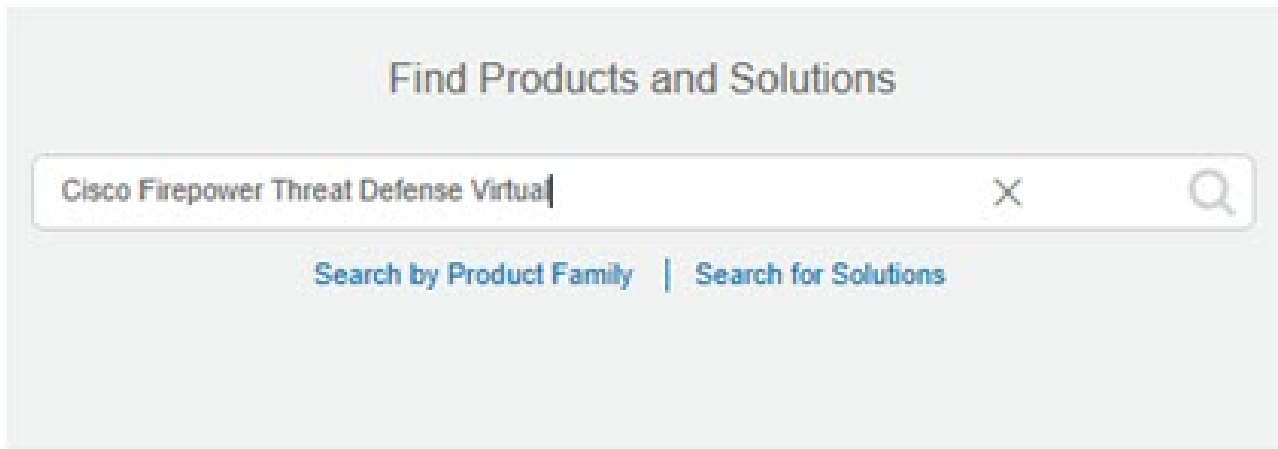 Find Products and Solutions
Cisco Firepower Threat Defense Virtual
Search by Product Family | Search for Solutions